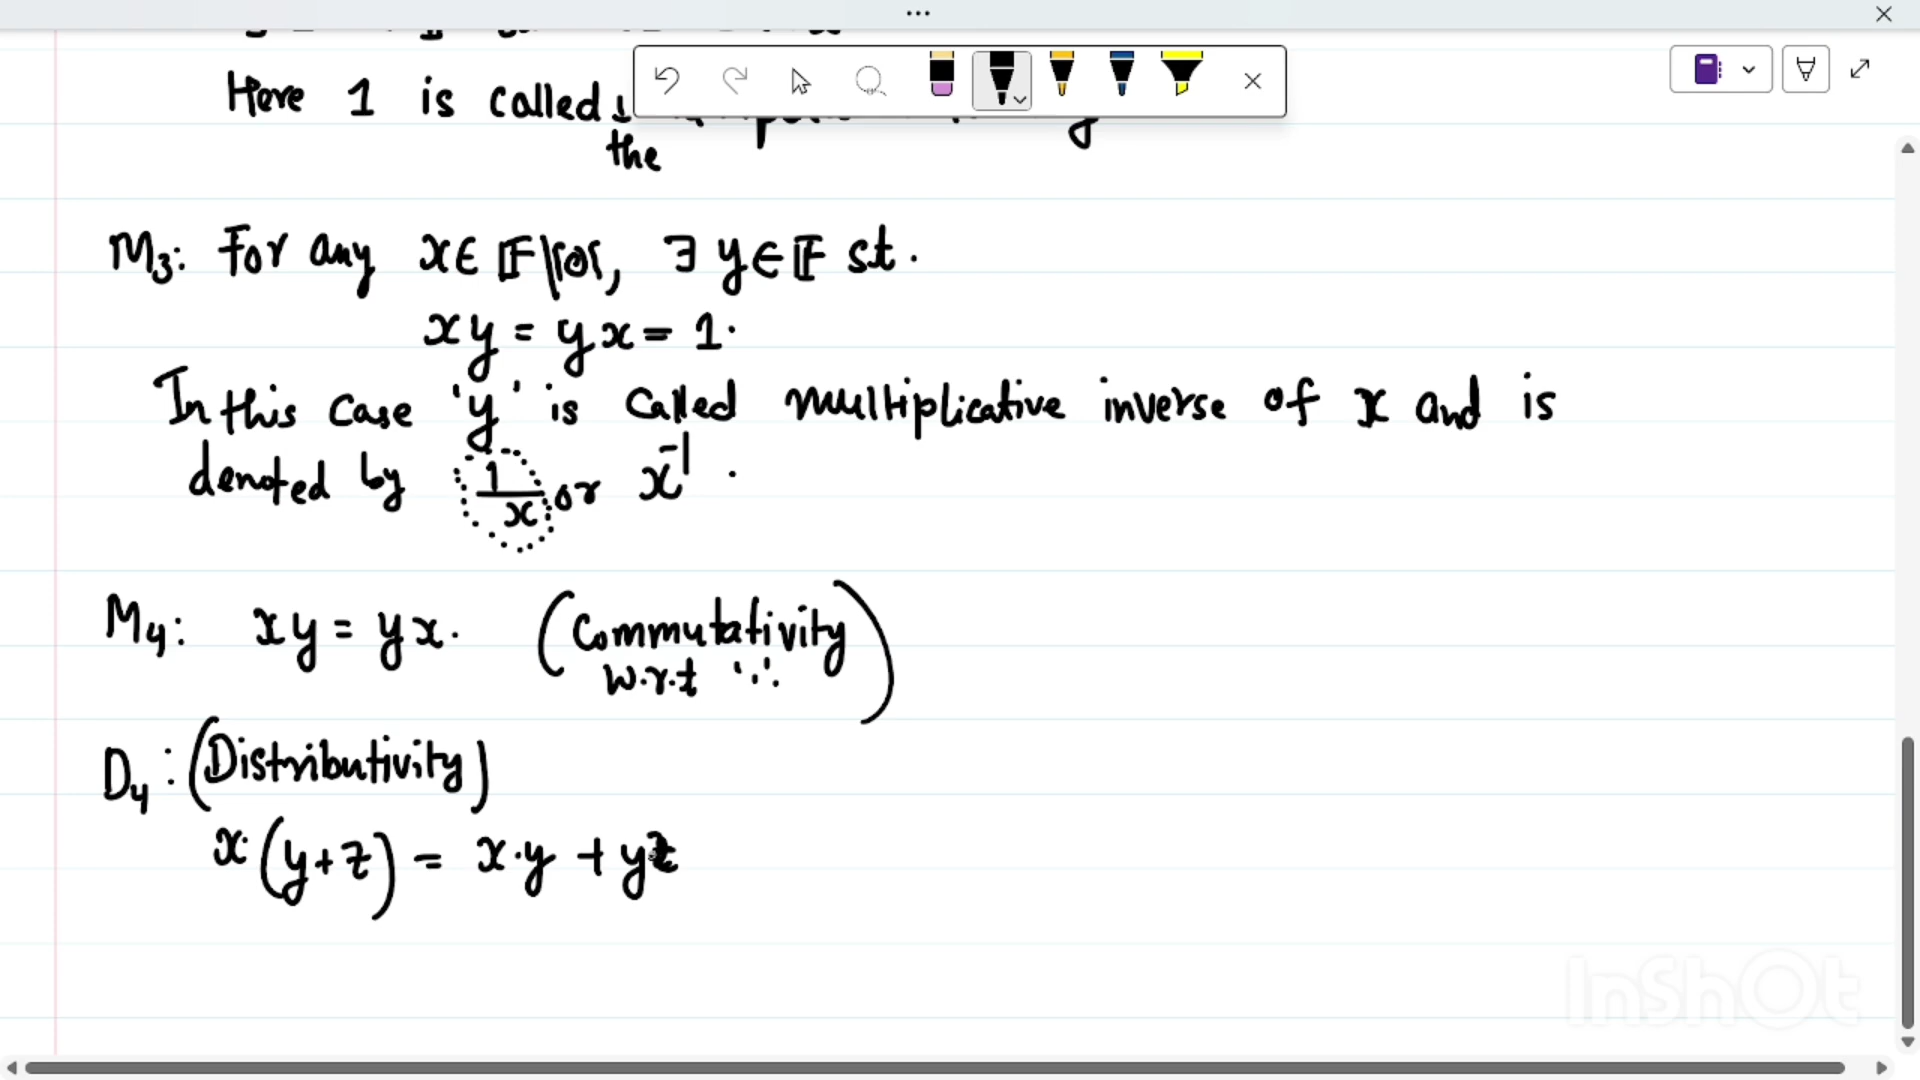 Here 1 is called
the
M3: For any x∈ 𝔽\{0}, ∃ y∈𝔽 st.
xy = yx = 1.
In this case 'y' is called multiplicative inverse of x and is
denoted by 1/x or x⁻¹ .
M4: xy = yx. (Commutativity
w.r.t '.' )
D4: (Distributivity)
x.(y+z) = x.y + yz
InShot